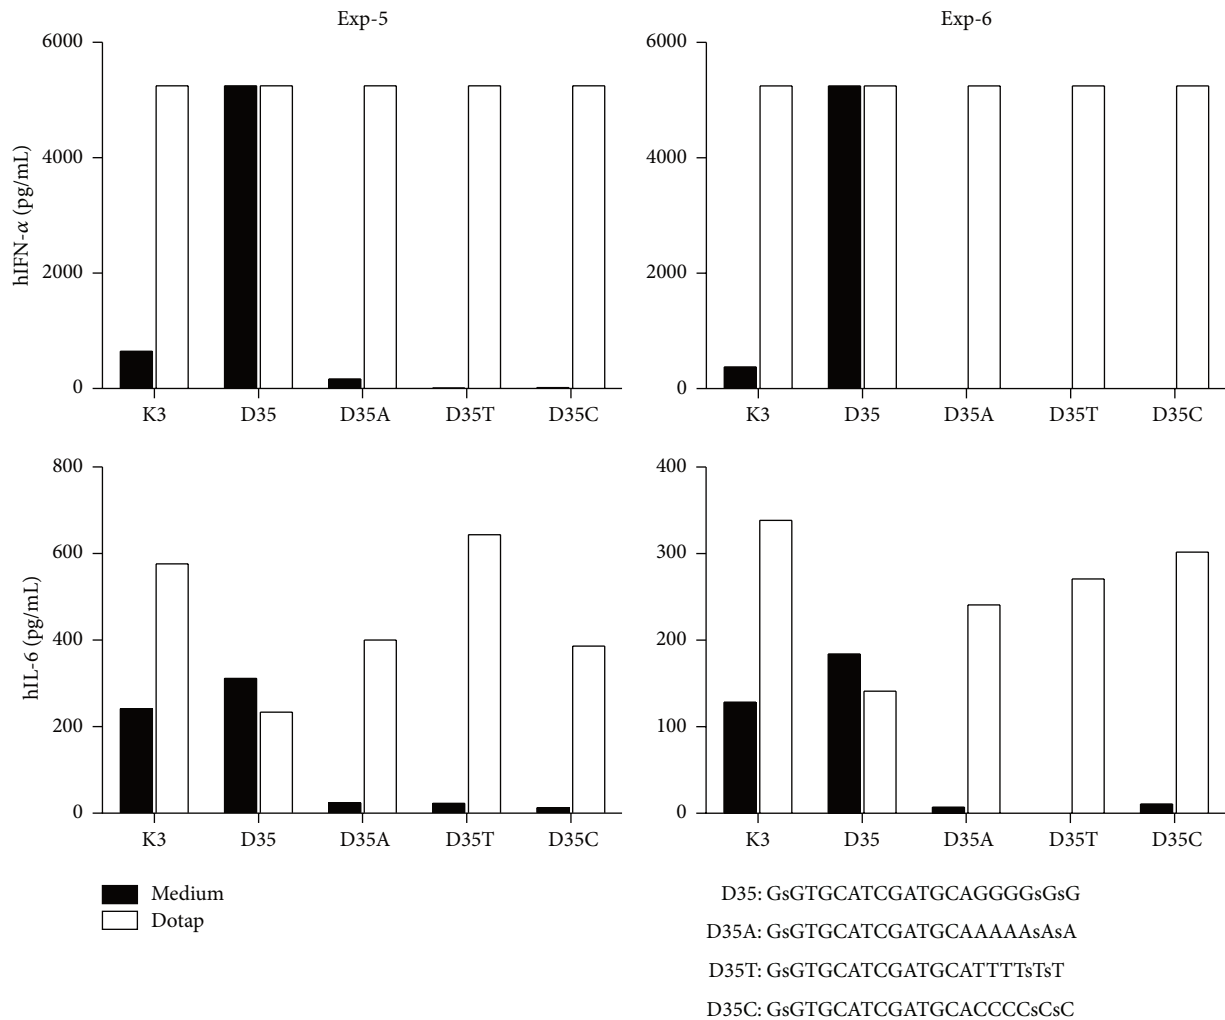 Exp-5
Exp-6
hIFN-α (pg/mL)
6000
4000
2000
0
K3 D35 D35A D35T D35C
6000
4000
2000
0
K3 D35 D35A D35T D35C
hIL-6 (pg/mL)
800
600
400
200
0
K3 D35 D35A D35T D35C
400
300
200
100
0
K3 D35 D35A D35T D35C
Medium
Dotap
D35: GsGTGCATCGATGCAGGGGsGsG
D35A: GsGTGCATCGATGCAAAAAsAsA
D35T: GsGTGCATCGATGCATTTTsTsT
D35C: GsGTGCATCGATGCACCCCsCsC